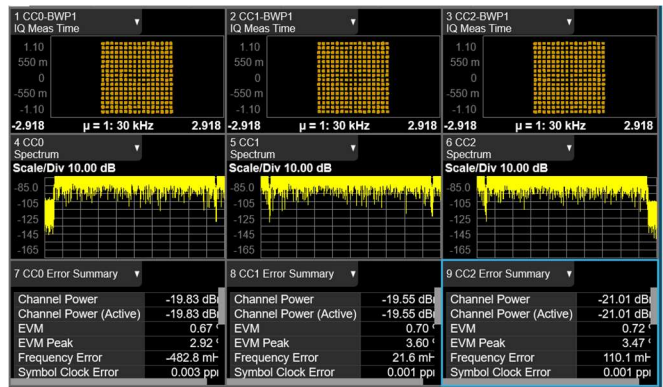 1 CC0-BWP1
IQ Meas Time
1.10
550 m
0
-550 m
-1.10
-2.918 µ = 1: 30 kHz 2.918
2 CC1-BWP1
IQ Meas Time
1.10
550 m
0
-550 m
-1.10
-2.918 µ = 1: 30 kHz 2.918
3 CC2-BWP1
IQ Meas Time
1.10
550 m
0
-550 m
-1.10
-2.918 µ = 1: 30 kHz 2.918
4 CC0
Spectrum
Scale/Div 10.00 dB
-85.0
-105
-125
-145
-165
5 CC1
Spectrum
Scale/Div 10.00 dB
-85.0
-105
-125
-145
-165
6 CC2
Spectrum
Scale/Div 10.00 dB
-85.0
-105
-125
-145
-165
7 CC0 Error Summary
Channel Power -19.83
Channel Power (Active) -19.83
EVM 0.67
EVM Peak 2.92
Frequency Error -482.8
Symbol Clock Error 0.003
8 CC1 Error Summary
Channel Power -19.55
Channel Power (Active) -19.55
EVM 0.70
EVM Peak 3.60
Frequency Error 21.6
Symbol Clock Error 0.001
9 CC2 Error Summary
Channel Power -21.01
Channel Power (Active) -21.01
EVM 0.72
EVM Peak 3.47
Frequency Error 110.1
Symbol Clock Error 0.001